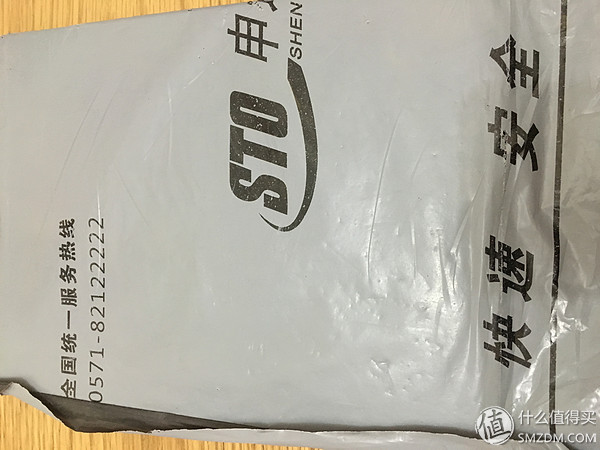 STO 申
SHEN
全国统一服务热线
0571-82122222
快速 安全
值 什么值得买
SMZDM.COM